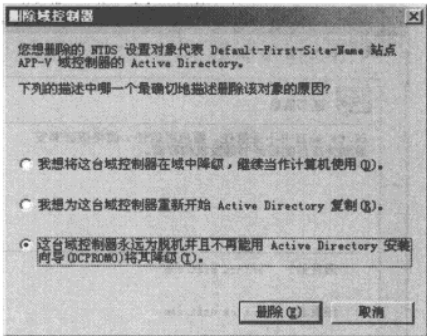 删除域控制器
您想删除的 NTDS 设置对象代表 Default-First-Site-Name 站点
APP-V 域控制器的 Active Directory。
下列的描述中哪一个最确切地描述删除该对象的原因?
我想将这台域控制器在域中降级,继续当作计算机使用(D)。
我想为这台域控制器重新开始 Active Directory 复制(R)。
这台域控制器永远为脱机并且不再能用 Active Directory 安装
向导(DCPROMO)将其降级(T)。
删除(E)
取消